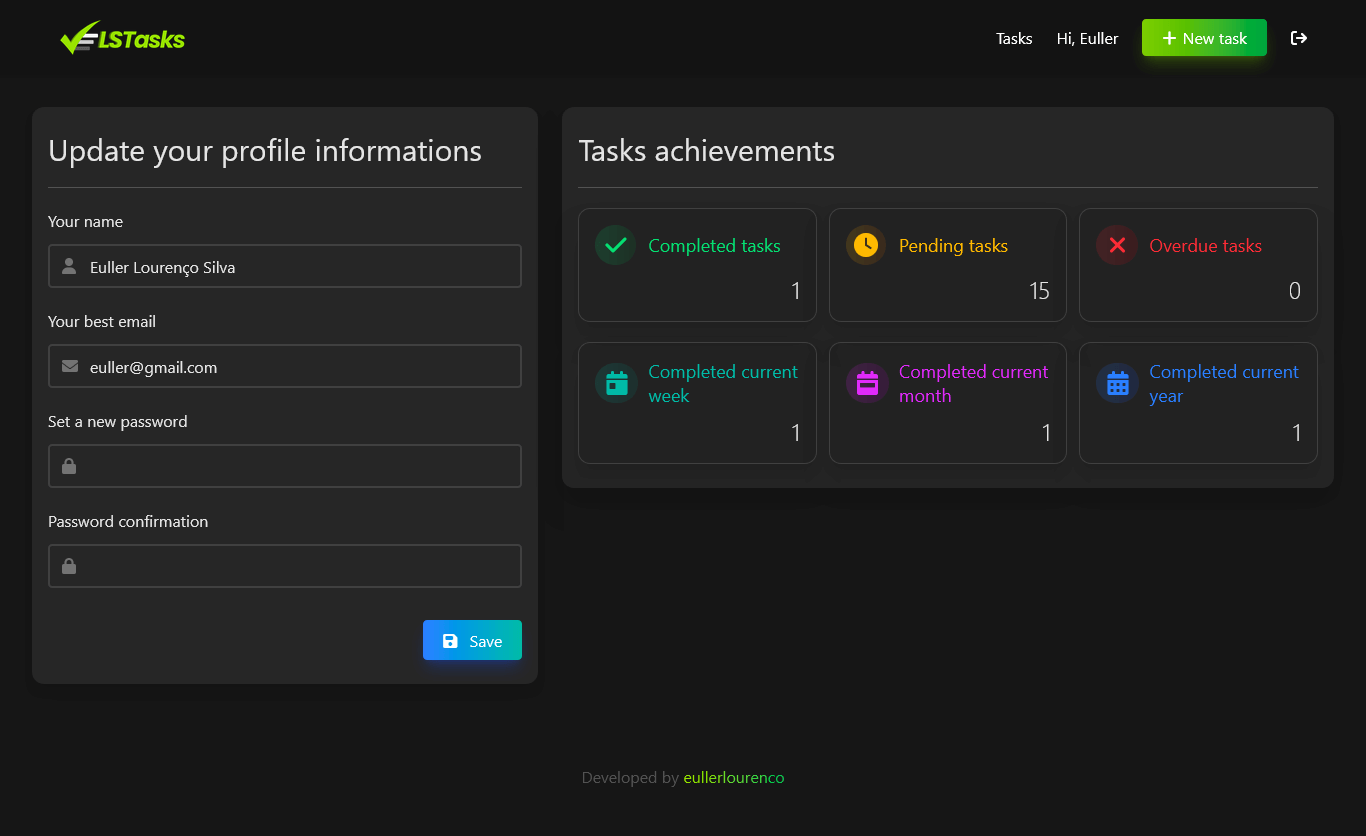 ELSTasks
Tasks
Hi, Euller
New task
Update your profile informations
Your name
Euller Lourenço Silva
Your best email
euller@gmail.com
Set a new password
Password confirmation
Save
Tasks achievements
Completed tasks
1
Pending tasks
15
Overdue tasks
0
Completed current
week
1
Completed current
month
1
Completed current
year
1
Developed by eullerlourenco